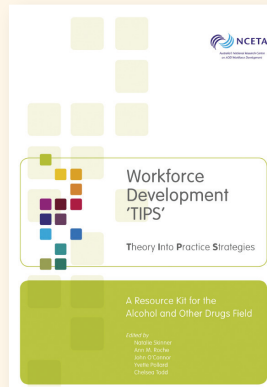 NCETA
Workforce
Development
'TIPS'
Theory Into Practice Strategies
A Resource Kit for the
Alcohol and Other Drugs Field
Edited by
Natalie Skinner
Ann M. Roche
John O'Connor
Yvette Pollard
Chelsea Todd